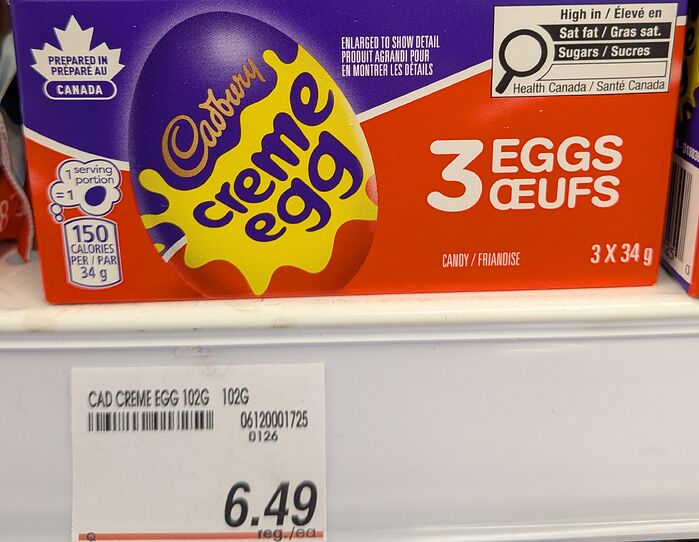 PREPARED IN
PRÉPARÉ AU
CANADA
1 serving
portion
=1
150
CALORIES
PER / PAR
34 g
Cadbury
creme
egg
ENLARGED TO SHOW DETAIL
PRODUIT AGRANDI POUR
EN MONTRER LES DÉTAILS
High in / Élevé en
Sat fat / Gras sat.
Sugars / Sucres
Health Canada / Santé Canada
3 EGGS
ŒUFS
CANDY / FRIANDISE
3 X 34 g
CAD CREME EGG 102G 102G
06120001725
0126
6.49
reg./ea
Q